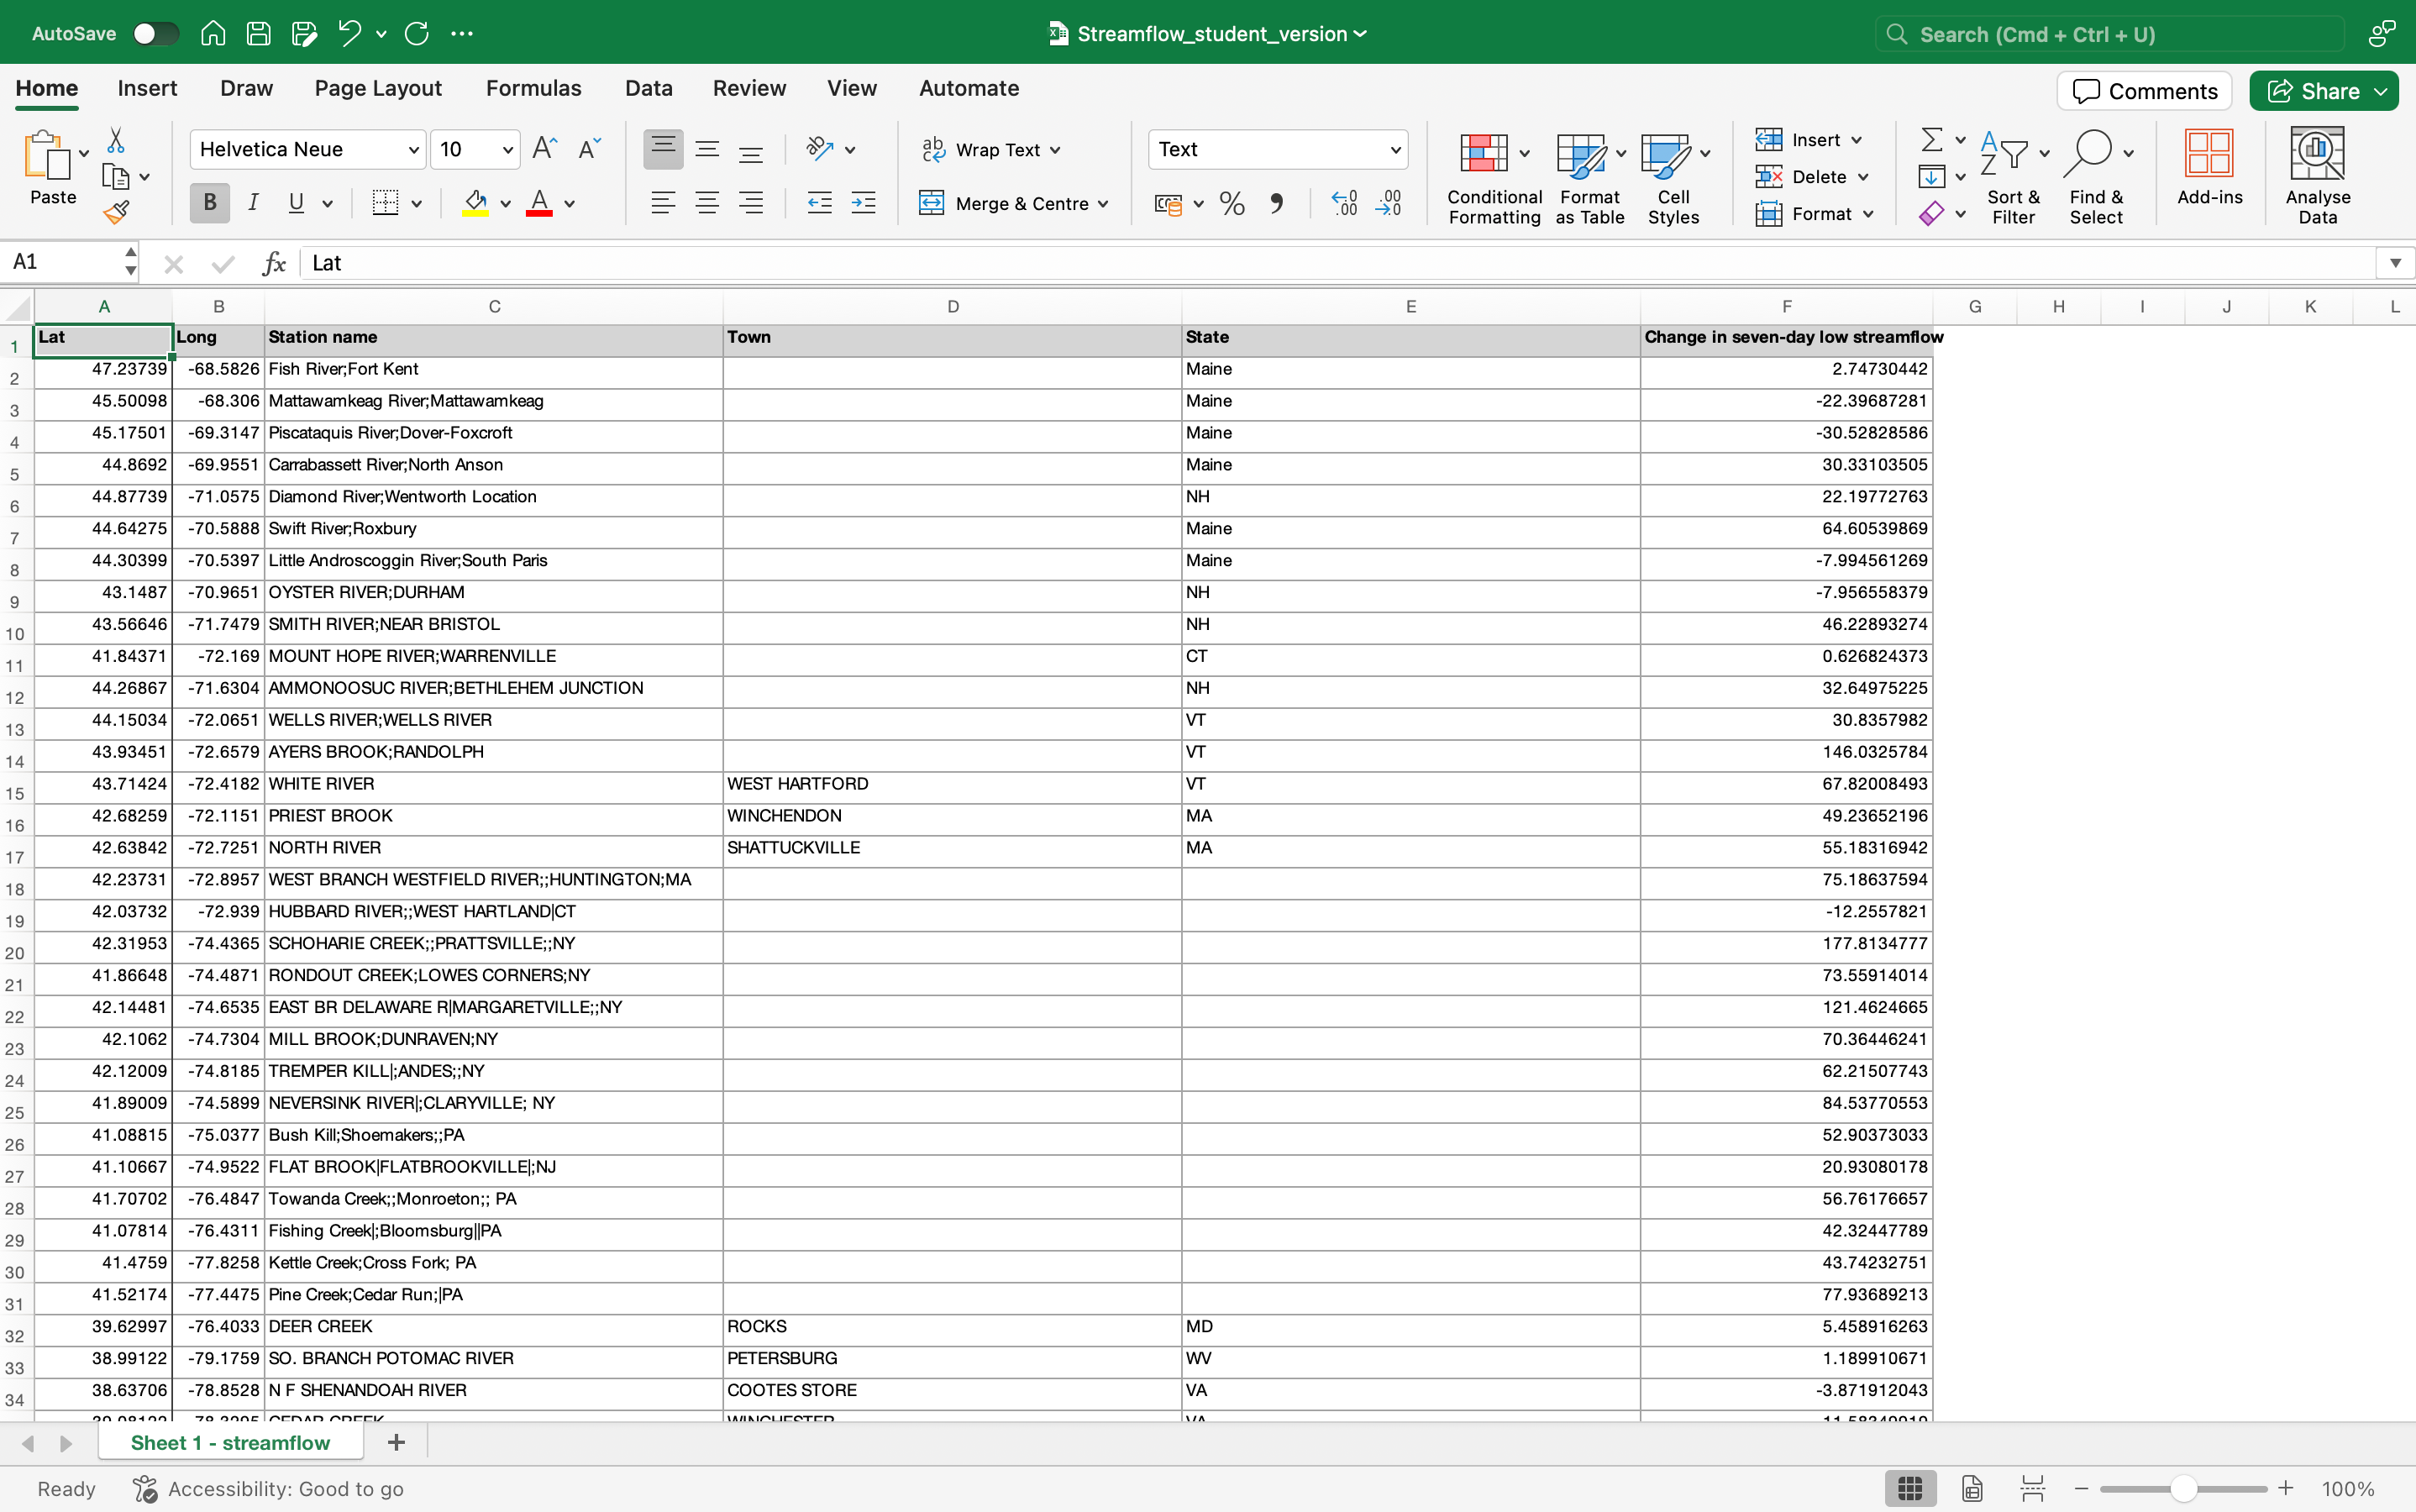 AutoSave
Streamflow_student_version
Search (Cmd + Ctrl + U)
Home Insert Draw Page Layout Formulas Data Review View Automate
Comments Share
Paste
Helvetica Neue 10
B I U
Wrap Text
Merge & Centre
Text
Conditional Formatting
Format as Table
Cell Styles
Insert
Delete
Format
Sort & Filter
Find & Select
Add-ins
Analyse Data
A1 fx Lat
A B C D E F G H I J K L
1 Lat Long Station name Town State Change in seven-day low streamflow
2 47.23739 -68.5826 Fish River;Fort Kent Maine 2.74730442
3 45.50098 -68.306 Mattawamkeag River;Mattawamkeag Maine -22.39687281
4 45.17501 -69.3147 Piscataquis River;Dover-Foxcroft Maine -30.52828586
5 44.8692 -69.9551 Carrabassett River;North Anson Maine 30.33103505
6 44.87739 -71.0575 Diamond River;Wentworth Location NH 22.19772763
7 44.64275 -70.5888 Swift River;Roxbury Maine 64.60539869
8 44.30399 -70.5397 Little Androscoggin River;South Paris Maine -7.994561269
9 43.1487 -70.9651 OYSTER RIVER;DURHAM NH -7.956558379
10 43.56646 -71.7479 SMITH RIVER;NEAR BRISTOL NH 46.22893274
11 41.84371 -72.169 MOUNT HOPE RIVER;WARRENVILLE CT 0.626824373
12 44.26867 -71.6304 AMMONOOSUC RIVER;BETHLEHEM JUNCTION NH 32.64975225
13 44.15034 -72.0651 WELLS RIVER;WELLS RIVER VT 30.8357982
14 43.93451 -72.6579 AYERS BROOK;RANDOLPH VT 146.0325784
15 43.71424 -72.4182 WHITE RIVER WEST HARTFORD VT 67.82008493
16 42.68259 -72.1151 PRIEST BROOK WINCHENDON MA 49.23652196
17 42.63842 -72.7251 NORTH RIVER SHATTUCKVILLE MA 55.18316942
18 42.23731 -72.8957 WEST BRANCH WESTFIELD RIVER;;HUNTINGTON;MA 75.18637594
19 42.03732 -72.939 HUBBARD RIVER;;WEST HARTLAND|CT -12.2557821
20 42.31953 -74.4365 SCHOHARIE CREEK;;PRATTSVILLE;;NY 177.8134777
21 41.86648 -74.4871 RONDOUT CREEK;LOWES CORNERS;NY 73.55914014
22 42.14481 -74.6535 EAST BR DELAWARE R|MARGARETVILLE;;NY 121.4624665
23 42.1062 -74.7304 MILL BROOK;DUNRAVEN;NY 70.36446241
24 42.12009 -74.8185 TREMPER KILL|;ANDES;;NY 62.21507743
25 41.89009 -74.5899 NEVERSINK RIVER|;CLARYVILLE; NY 84.53770553
26 41.08815 -75.0377 Bush Kill;Shoemakers;;PA 52.90373033
27 41.10667 -74.9522 FLAT BROOK|FLATBROOKVILLE|;NJ 20.93080178
28 41.70702 -76.4847 Towanda Creek;;Monroeton;; PA 56.76176657
29 41.07814 -76.4311 Fishing Creek|;Bloomsburg||PA 42.32447789
30 41.4759 -77.8258 Kettle Creek;Cross Fork; PA 43.74232751
31 41.52174 -77.4475 Pine Creek;Cedar Run;|PA 77.93689213
32 39.62997 -76.4033 DEER CREEK ROCKS MD 5.458916263
33 38.99122 -79.1759 SO. BRANCH POTOMAC RIVER PETERSBURG WV 1.189910671
34 38.63706 -78.8528 N F SHENANDOAH RIVER COOTES STORE VA -3.871912043
CEDAR CREEK WINCHESTER VA
Sheet 1 - streamflow
Ready Accessibility: Good to go 100%